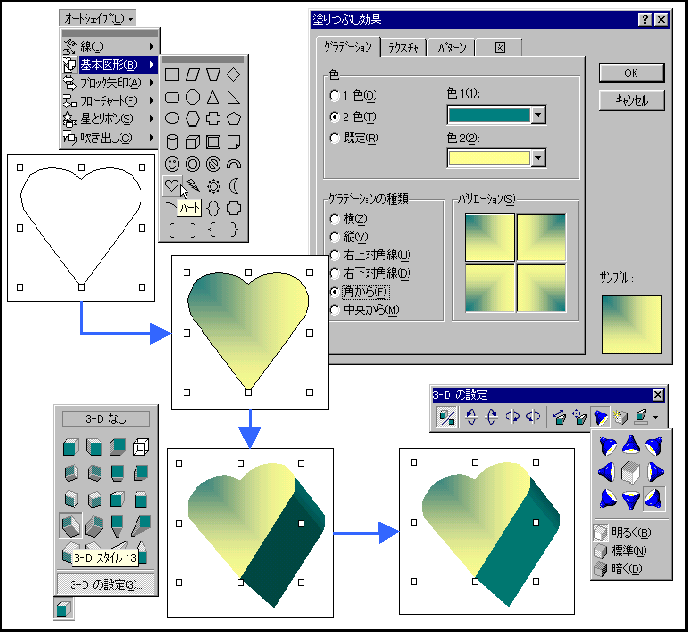 オートシェイプ(U)
線(L)
基本図形(B)
ブロック矢印(A)
フローチャート(F)
星とリボン(S)
吹き出し(C)
ハート
塗りつぶし効果
グラデーション
テクスチャ
パターン
図
OK
キャンセル
色
1 色(O)
2 色(T)
既定(R)
色 1(1):
色 2(2):
グラデーションの種類
横(Z)
縦(V)
右上対角線(U)
右下対角線(D)
角から(F)
中央から(M)
バリエーション(S)
サンプル:
3-D なし
3-D スタイル 13
3-D の設定(3)...
3-D の設定
明るく(B)
標準(N)
暗く(D)